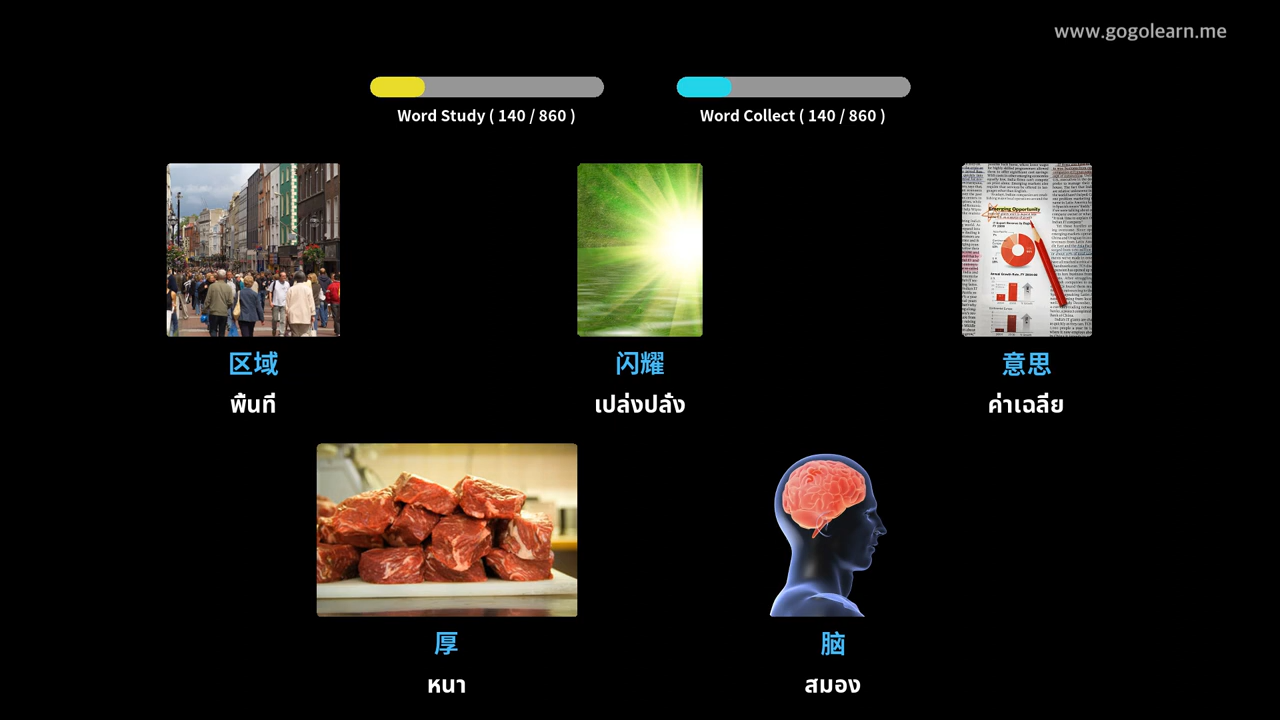 www.gogolearn.me
Word Study ( 140 / 860 )
Word Collect ( 140 / 860 )
区域
พื้นที่
闪耀
เปล่งปลั่ง
Emerging Opportunity
意思
ค่าเฉลี่ย
厚
หนา
脑
สมอง